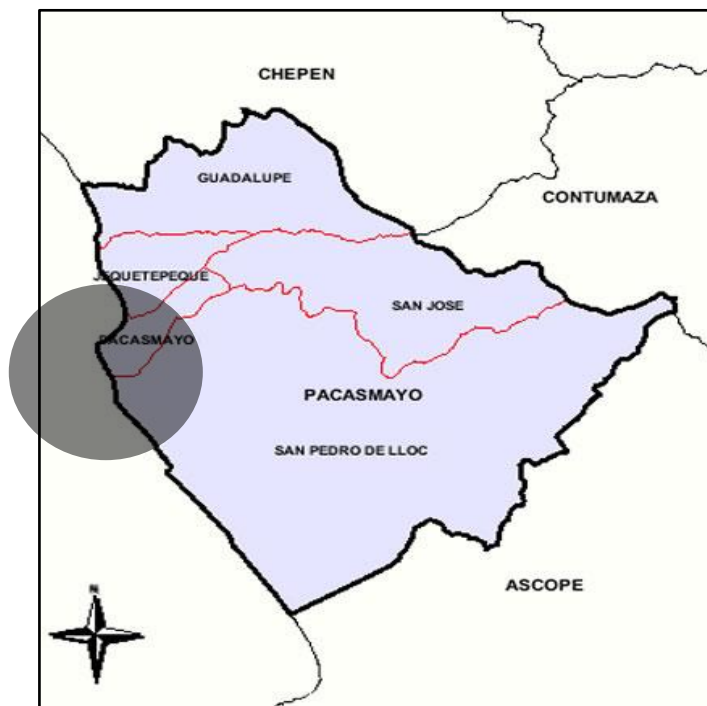 CHEPEN
GUADALUPE
CONTUMAZA
JEQUETEPEQUE
SAN JOSE
PACASMAYO
PACASMAYO
SAN PEDRO DE LLOC
ASCOPE
N